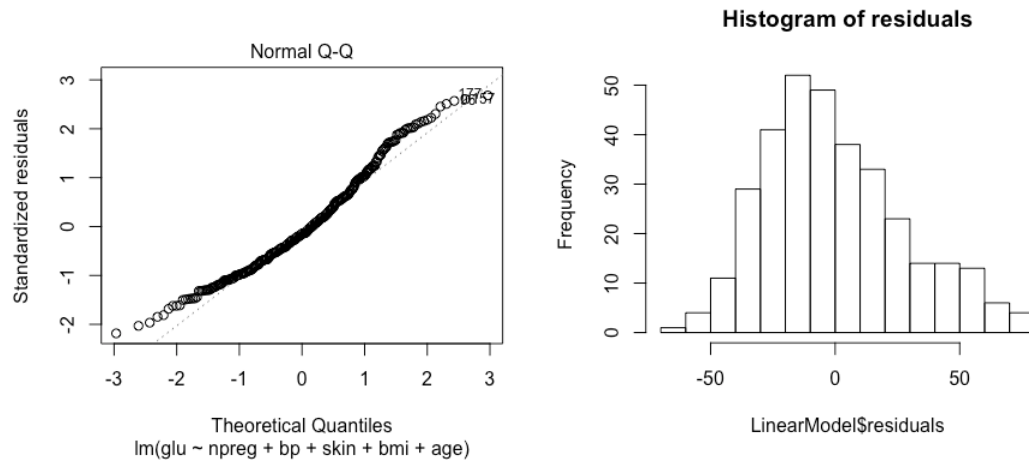 Normal Q-Q
Standardized residuals
3
2
1
0
-1
-2
177
157
-3 -2 -1 0 1 2 3
Theoretical Quantiles
lm(glu ~ npreg + bp + skin + bmi + age)
Histogram of residuals
Frequency
50
40
30
20
10
0
-50 0 50
LinearModel$residuals